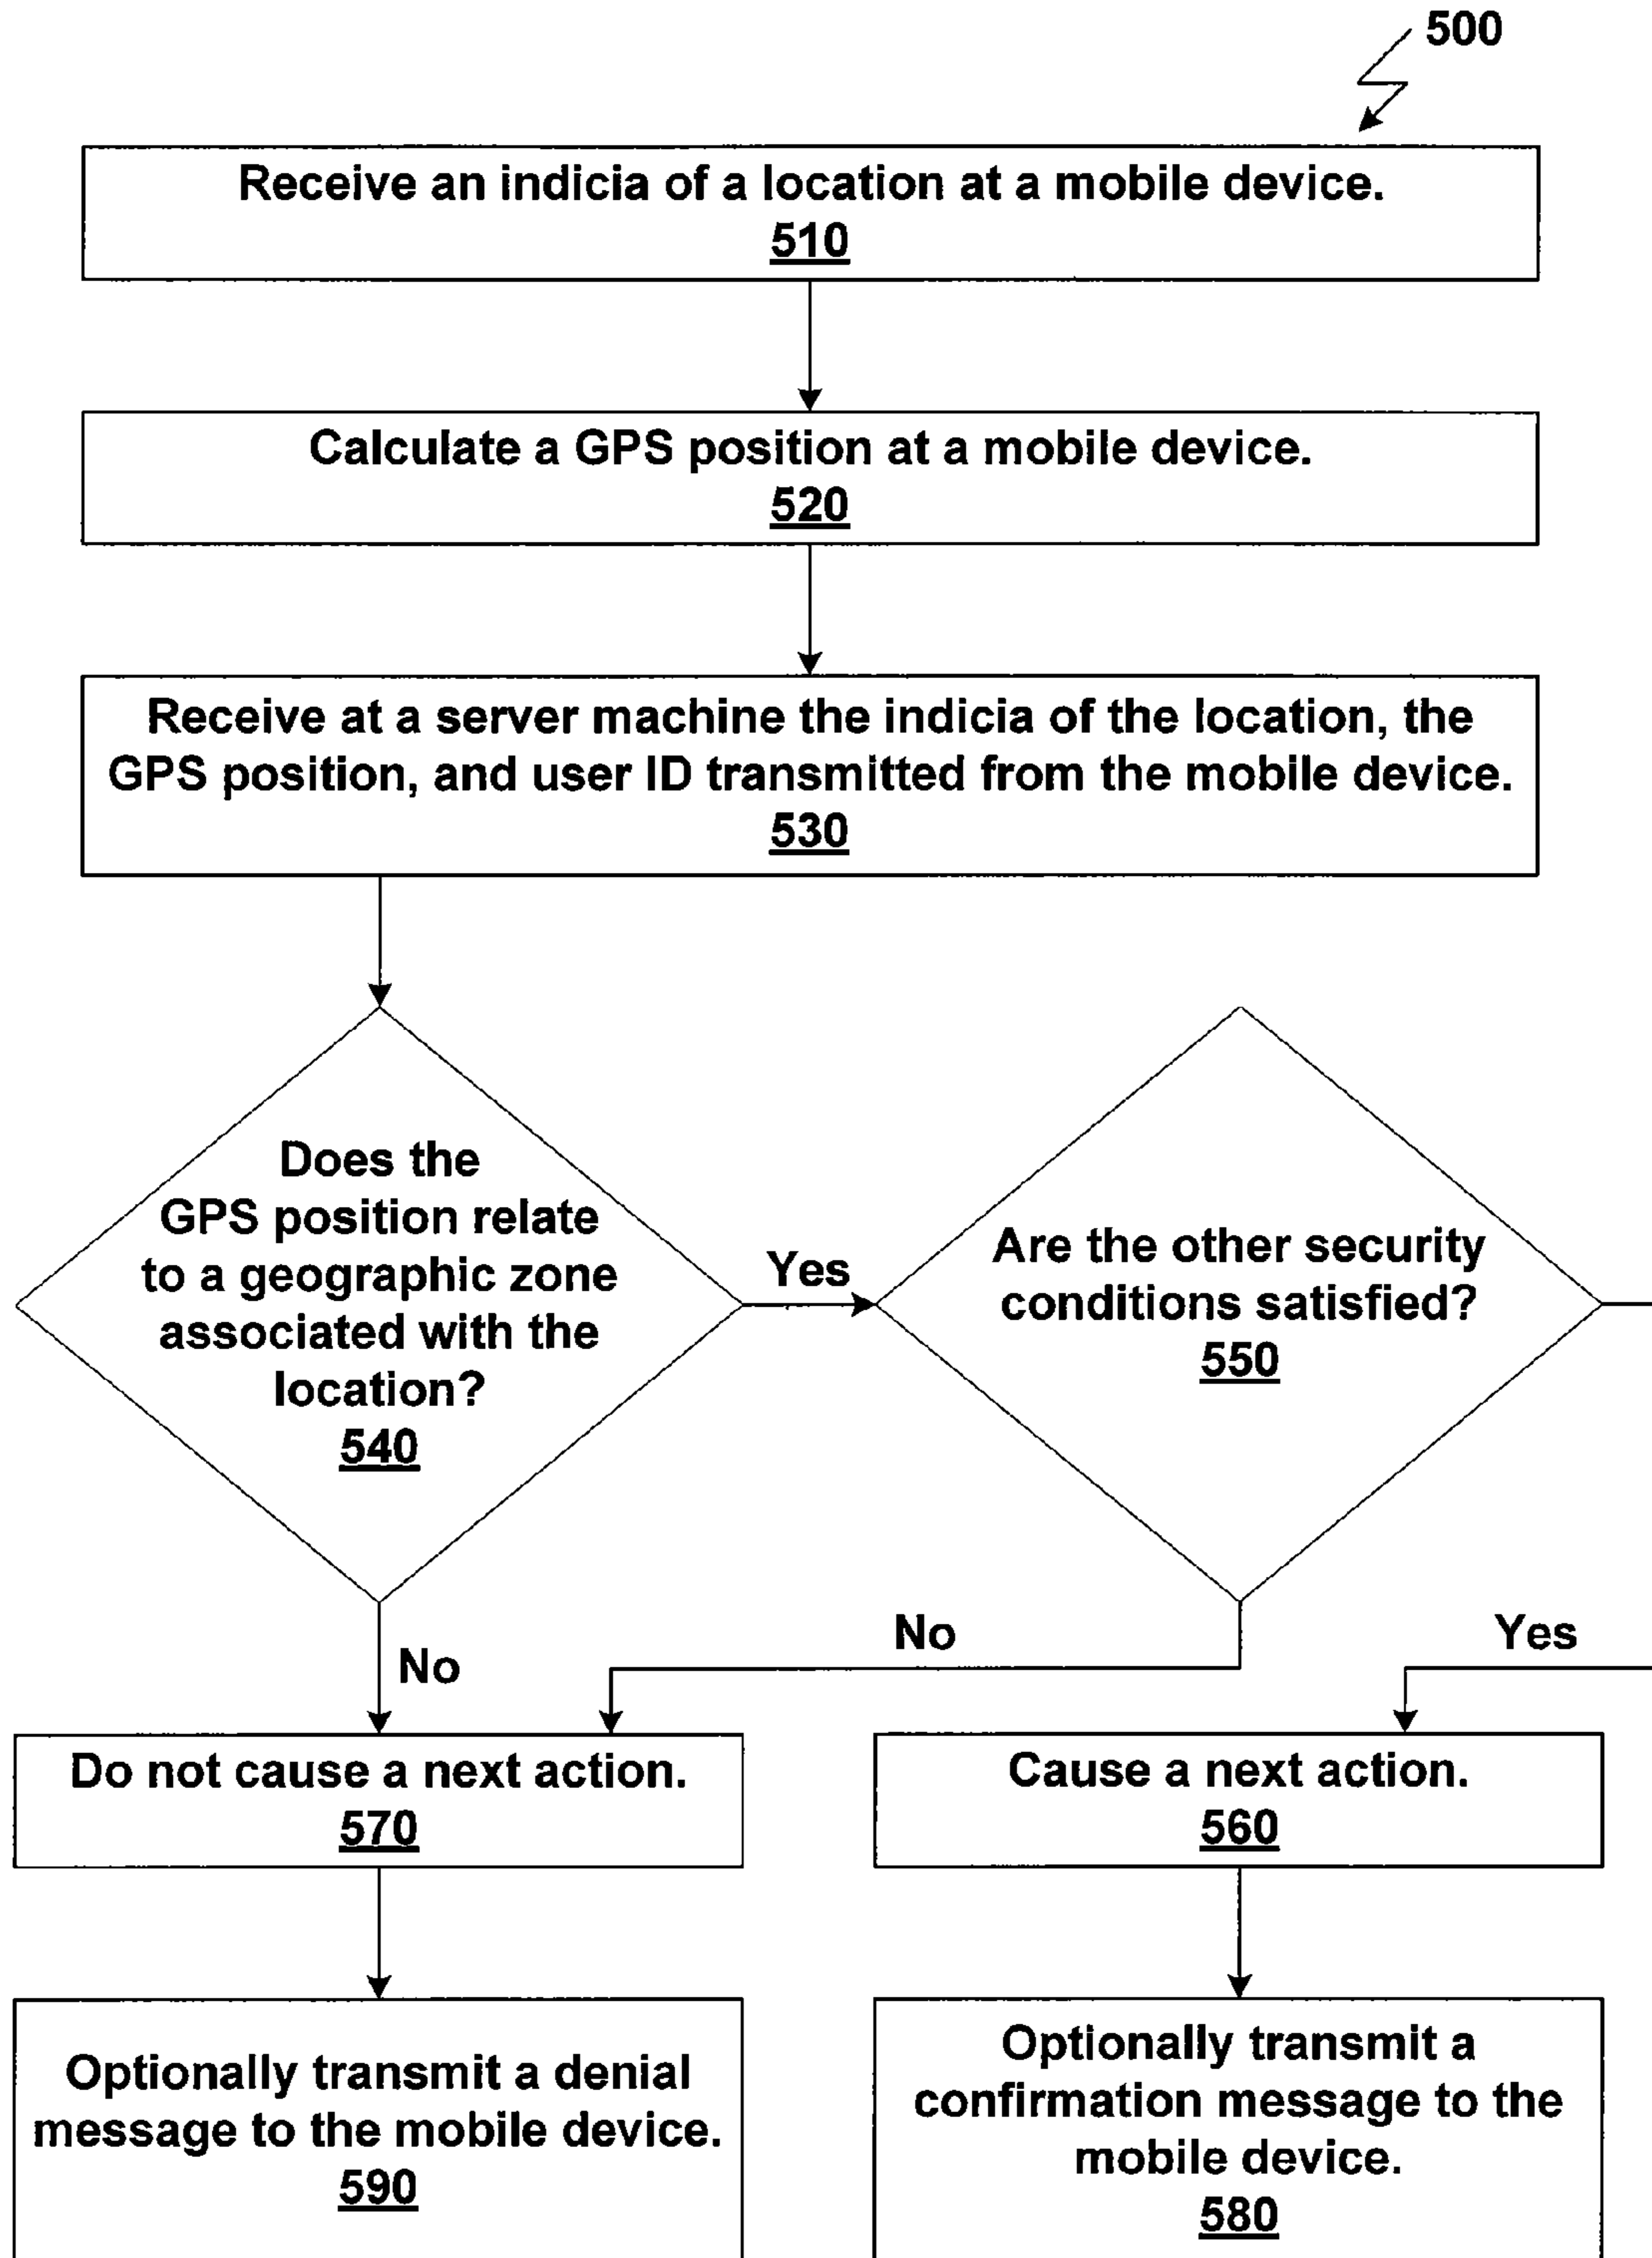 500
Receive an indicia of a location at a mobile device.
510
Calculate a GPS position at a mobile device.
520
Receive at a server machine the indicia of the location, the
GPS position, and user ID transmitted from the mobile device.
530
Does the
GPS position relate
to a geographic zone
associated with the
location?
540
Yes
Are the other security
conditions satisfied?
550
No
No
Yes
Do not cause a next action.
570
Cause a next action.
560
Optionally transmit a denial
message to the mobile device.
590
Optionally transmit a
confirmation message to the
mobile device.
580